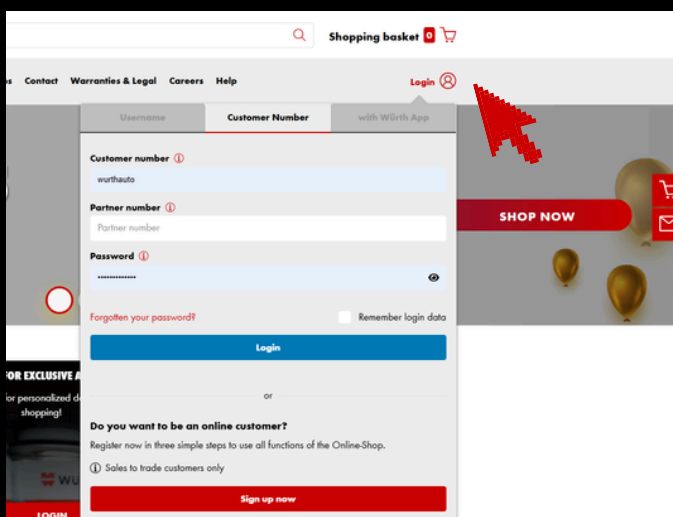 Shopping basket 0
Contact Warranties & Legal Careers Help
Login
Username Customer Number with Würth App
Customer number
wurthauto
Partner number
Partner number
SHOP NOW
Password
Forgotten your password?
Remember login data
Login
or
FOR EXCLUSIVE
for personalized
shopping!
Do you want to be an online customer?
Register now in three simple steps to use all functions of the Online-Shop.
Sales to trade customers only
Sign up now
LOGIN